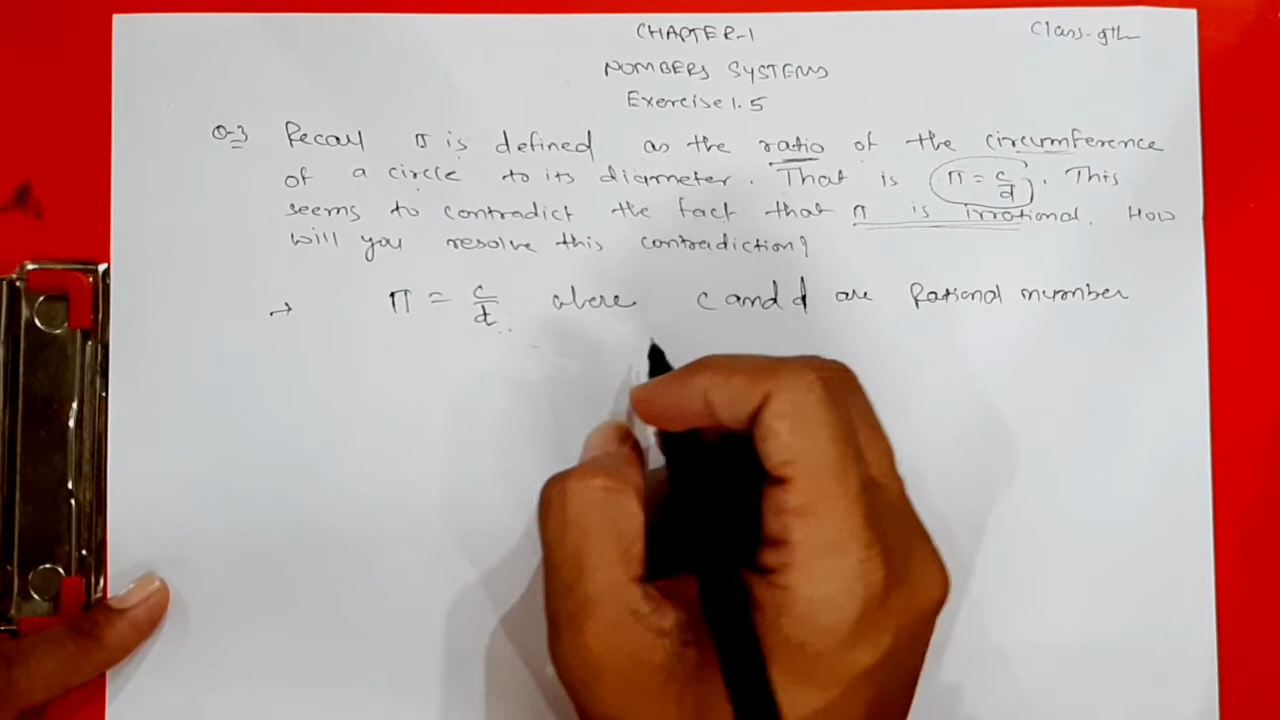 CHAPTER-1
Class-9th
NUMBERS SYSTEMS
Exercise 1.5
Q-3 Recall π is defined as the ratio of the circumference
of a circle to its diameter. That is π = c/d. This
seems to contradict the fact that π is irrational. How
will you resolve this contradiction?
→ π = c/d where c and d are Rational number